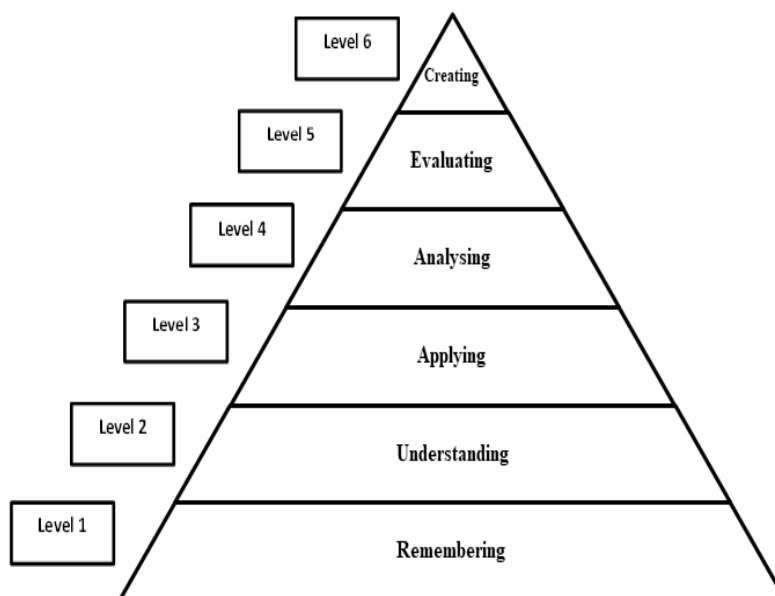 Level 6
Creating
Level 5
Evaluating
Level 4
Analysing
Level 3
Applying
Level 2
Understanding
Level 1
Remembering